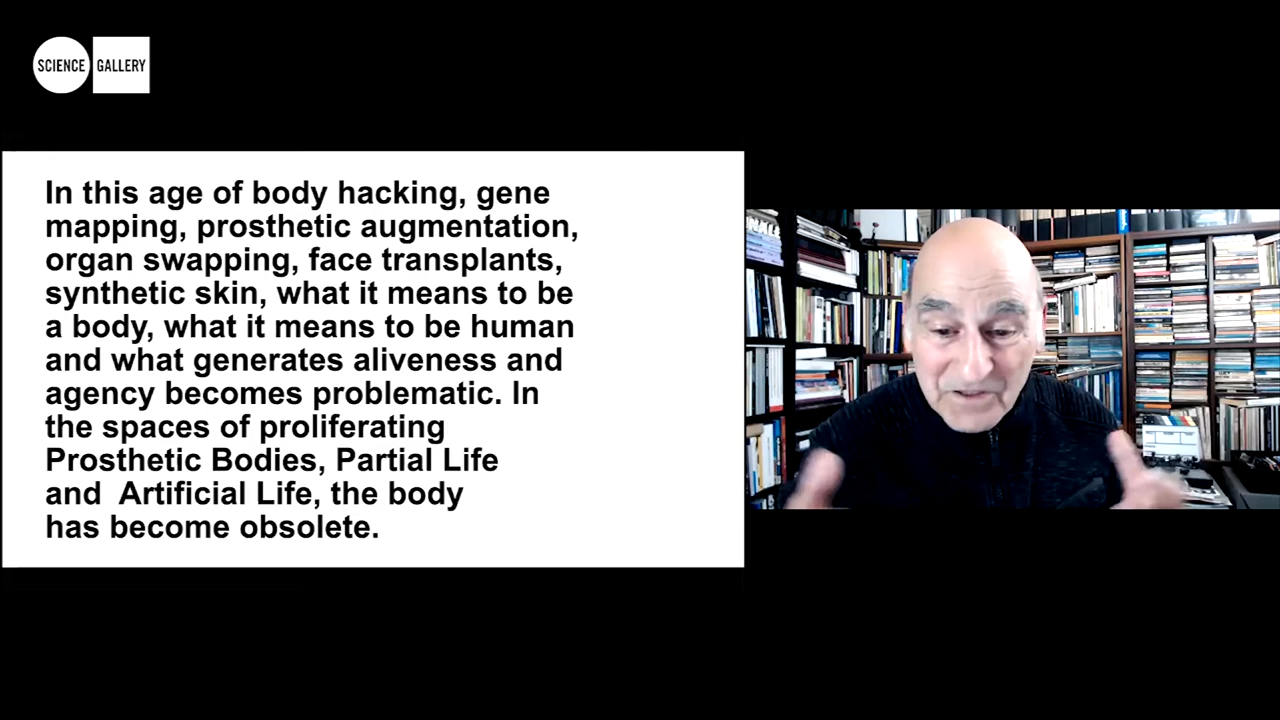 SCIENCE GALLERY
In this age of body hacking, gene
mapping, prosthetic augmentation,
organ swapping, face transplants,
synthetic skin, what it means to be
a body, what it means to be human
and what generates aliveness and
agency becomes problematic. In
the spaces of proliferating
Prosthetic Bodies, Partial Life
and  Artificial Life, the body
has become obsolete.